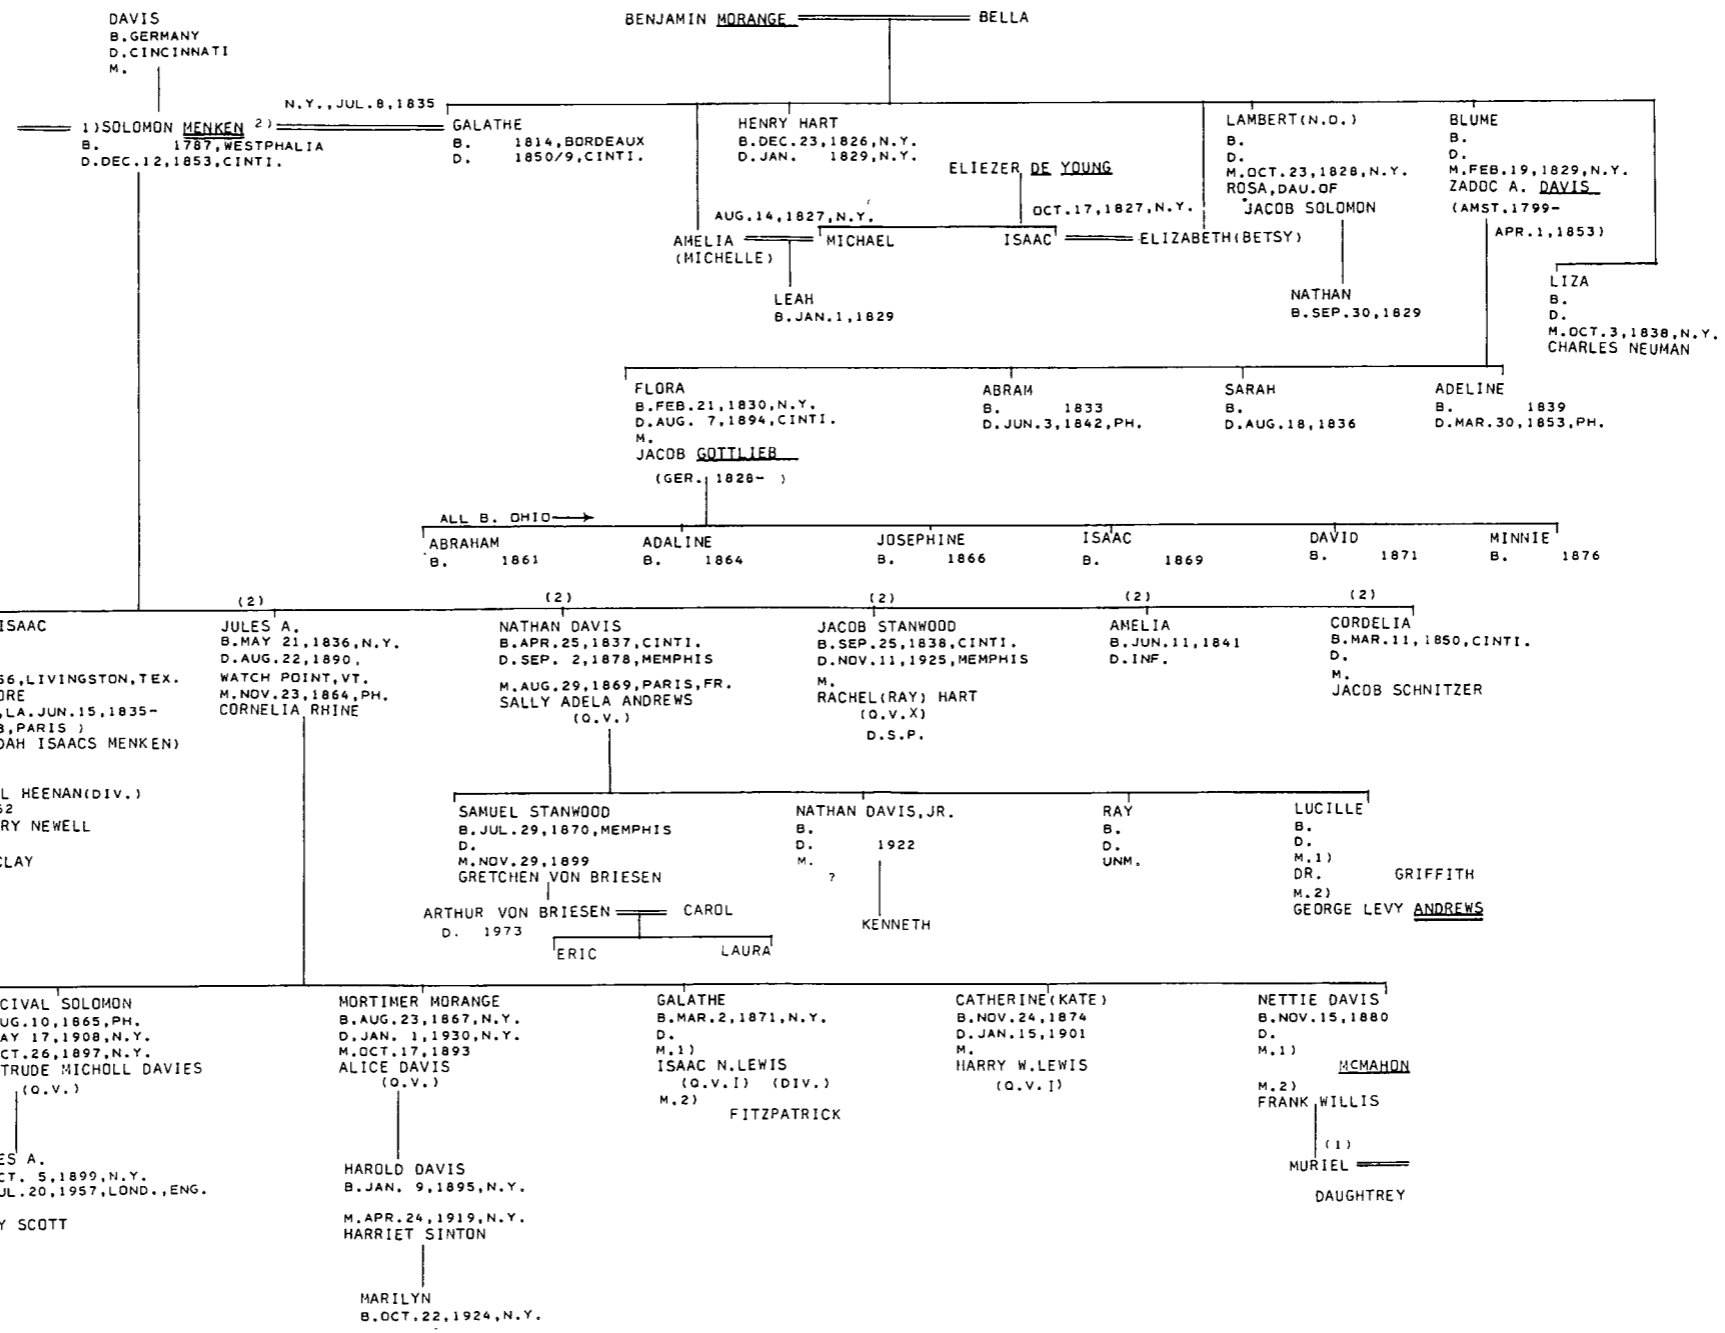 DAVIS
B.GERMANY
D.CINCINNATI
M.
BENJAMIN MORANGE
BELLA
N.Y.,JUL.8,1835
1)SOLOMON MENKEN 2)
B. 1787,WESTPHALIA
D.DEC.12,1853,CINTI.
GALATHE
B. 1814,BORDEAUX
D. 1850/9,CINTI.
HENRY HART
B.DEC.23,1826,N.Y.
D.JAN. 1829,N.Y.
LAMBERT(N.O.)
B.
D.
M.OCT.23,1828,N.Y.
ROSA,DAU.OF
JACOB SOLOMON
BLUME
B.
D.
M.FEB.19,1829,N.Y.
ZADOC A. DAVIS
(AMST.1799-
APR.1,1853)
ELIEZER DE YOUNG
AUG.14,1827,N.Y.
OCT.17,1827,N.Y.
AMELIA
(MICHELLE)
MICHAEL
ISAAC
ELIZABETH(BETSY)
LEAH
B.JAN.1,1829
NATHAN
B.SEP.30,1829
LIZA
B.
D.
M.OCT.3,1838,N.Y.
CHARLES NEUMAN
FLORA
B.FEB.21,1830,N.Y.
D.AUG. 7,1894,CINTI.
M.
JACOB GOTTLIEB
(GER. 1828- )
ABRAM
B. 1833
D.JUN.3,1842,PH.
SARAH
B.
D.AUG.18,1836
ADELINE
B. 1839
D.MAR.30,1853,PH.
ALL B. OHIO→
ABRAHAM
B. 1861
ADALINE
B. 1864
JOSEPHINE
B. 1866
ISAAC
B. 1869
DAVID
B. 1871
MINNIE
B. 1876
(2)
(2)
(2)
(2)
(2)
ISAAC
56,LIVINGSTON,TEX.
ORE
,LA.JUN.15,1835-
8,PARIS )
DAH ISAACS MENKEN)
L HEENAN(DIV.)
62
RY NEWELL
CLAY
JULES A.
B.MAY 21,1836,N.Y.
D.AUG.22,1890,
WATCH POINT,VT.
M.NOV.23,1864,PH.
CORNELIA RHINE
NATHAN DAVIS
B.APR.25,1837,CINTI.
D.SEP. 2,1878,MEMPHIS
M.AUG.29,1869,PARIS,FR.
SALLY ADELA ANDREWS
(Q.V.)
JACOB STANWOOD
B.SEP.25,1838,CINTI.
D.NOV.11,1925,MEMPHIS
M.
RACHEL(RAY) HART
(Q.V.X)
D.S.P.
AMELIA
B.JUN.11,1841
D.INF.
CORDELIA
B.MAR.11,1850,CINTI.
D.
M.
JACOB SCHNITZER
SAMUEL STANWOOD
B.JUL.29,1870,MEMPHIS
D.
M.NOV.29,1899
GRETCHEN VON BRIESEN
NATHAN DAVIS,JR.
B.
D. 1922
M.
?
RAY
B.
D.
UNM.
LUCILLE
B.
D.
M.1)
DR. GRIFFITH
M.2)
GEORGE LEVY ANDREWS
ARTHUR VON BRIESEN
D. 1973
CAROL
KENNETH
ERIC
LAURA
CIVAL SOLOMON
UG.10,1865,PH.
AY 17,1908,N.Y.
CT.26,1897,N.Y.
TRUDE MICHOLL DAVIES
(Q.V.)
MORTIMER MORANGE
B.AUG.23,1867,N.Y.
D.JAN. 1,1930,N.Y.
M.OCT.17,1893
ALICE DAVIS
(Q.V.)
GALATHE
B.MAR.2,1871,N.Y.
D.
M.1)
ISAAC N.LEWIS
(Q.V.I) (DIV.)
M.2)
FITZPATRICK
CATHERINE(KATE)
B.NOV.24,1874
D.JAN.15,1901
M.
HARRY W.LEWIS
(Q.V.I)
NETTIE DAVIS
B.NOV.15,1880
D.
M.1)
MCMAHON
M.2)
FRANK WILLIS
(1)
MURIEL
DAUGHTREY
ES A.
CT. 5,1899,N.Y.
UL.20,1957,LOND.,ENG.
Y SCOTT
HAROLD DAVIS
B.JAN. 9,1895,N.Y.
M.APR.24,1919,N.Y.
HARRIET SINTON
MARILYN
B.OCT.22,1924,N.Y.